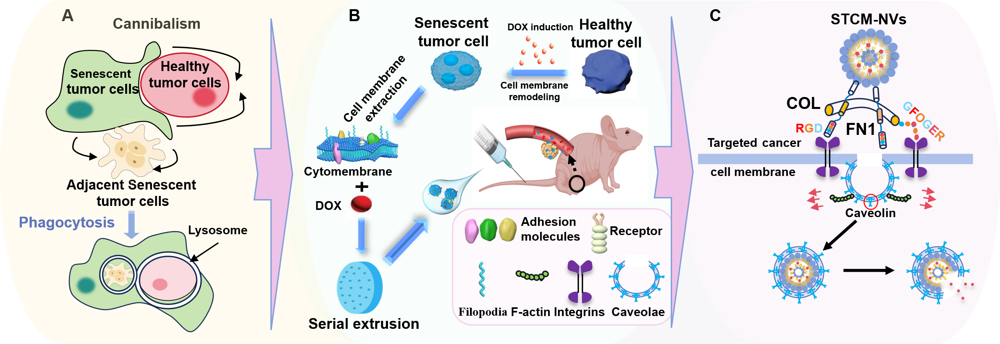 A
Cannibalism
Senescent
tumor cells
Healthy
tumor cells
Adjacent Senescent
tumor cells
Phagocytosis
Lysosome
B
Senescent
tumor cell
DOX induction
Healthy
tumor cell
Cell membrane
remodeling
Cell membrane
extraction
Cytomembrane
+
DOX
Serial extrusion
Adhesion
molecules
Receptor
Filopodia
F-actin
Integrins
Caveolae
C
STCM-NVs
COL
GFOGER
RGD
FN1
Targeted cancer
cell membrane
Caveolin